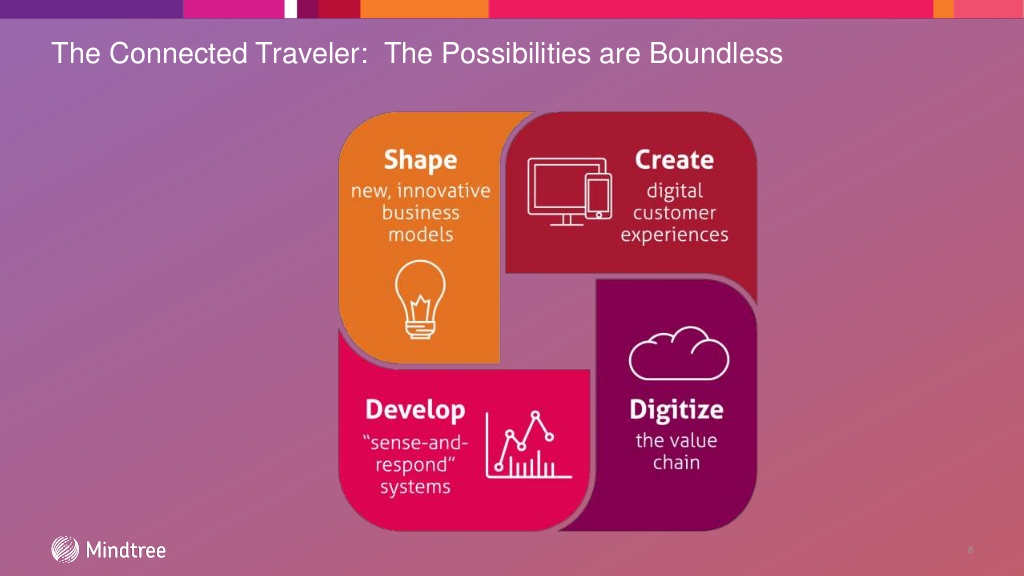 The Connected Traveler:  The Possibilities are Boundless
Shape
new, innovative
business
models
Create
digital
customer
experiences
Develop
“sense-and-
respond”
systems
Digitize
the value
chain
Mindtree
8